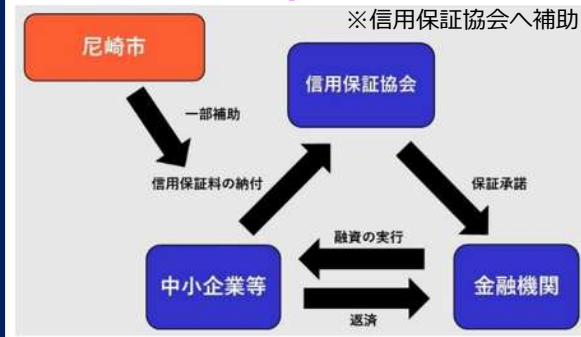 ※信用保証協会へ補助
尼崎市
信用保証協会
一部補助
信用保証料の納付
保証承諾
融資の実行
中小企業等
金融機関
返済